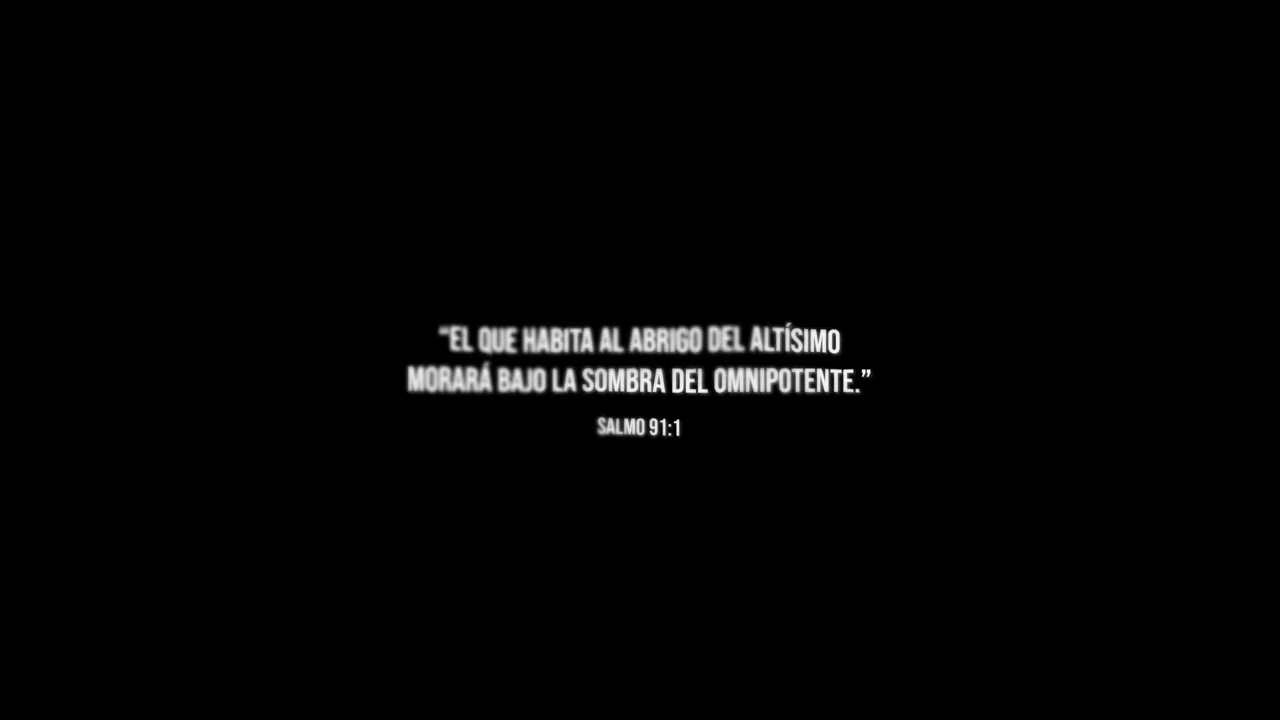 “EL QUE HABITA AL ABRIGO DEL ALTÍSIMO
MORARÁ BAJO LA SOMBRA DEL OMNIPOTENTE.”
SALMO 91:1